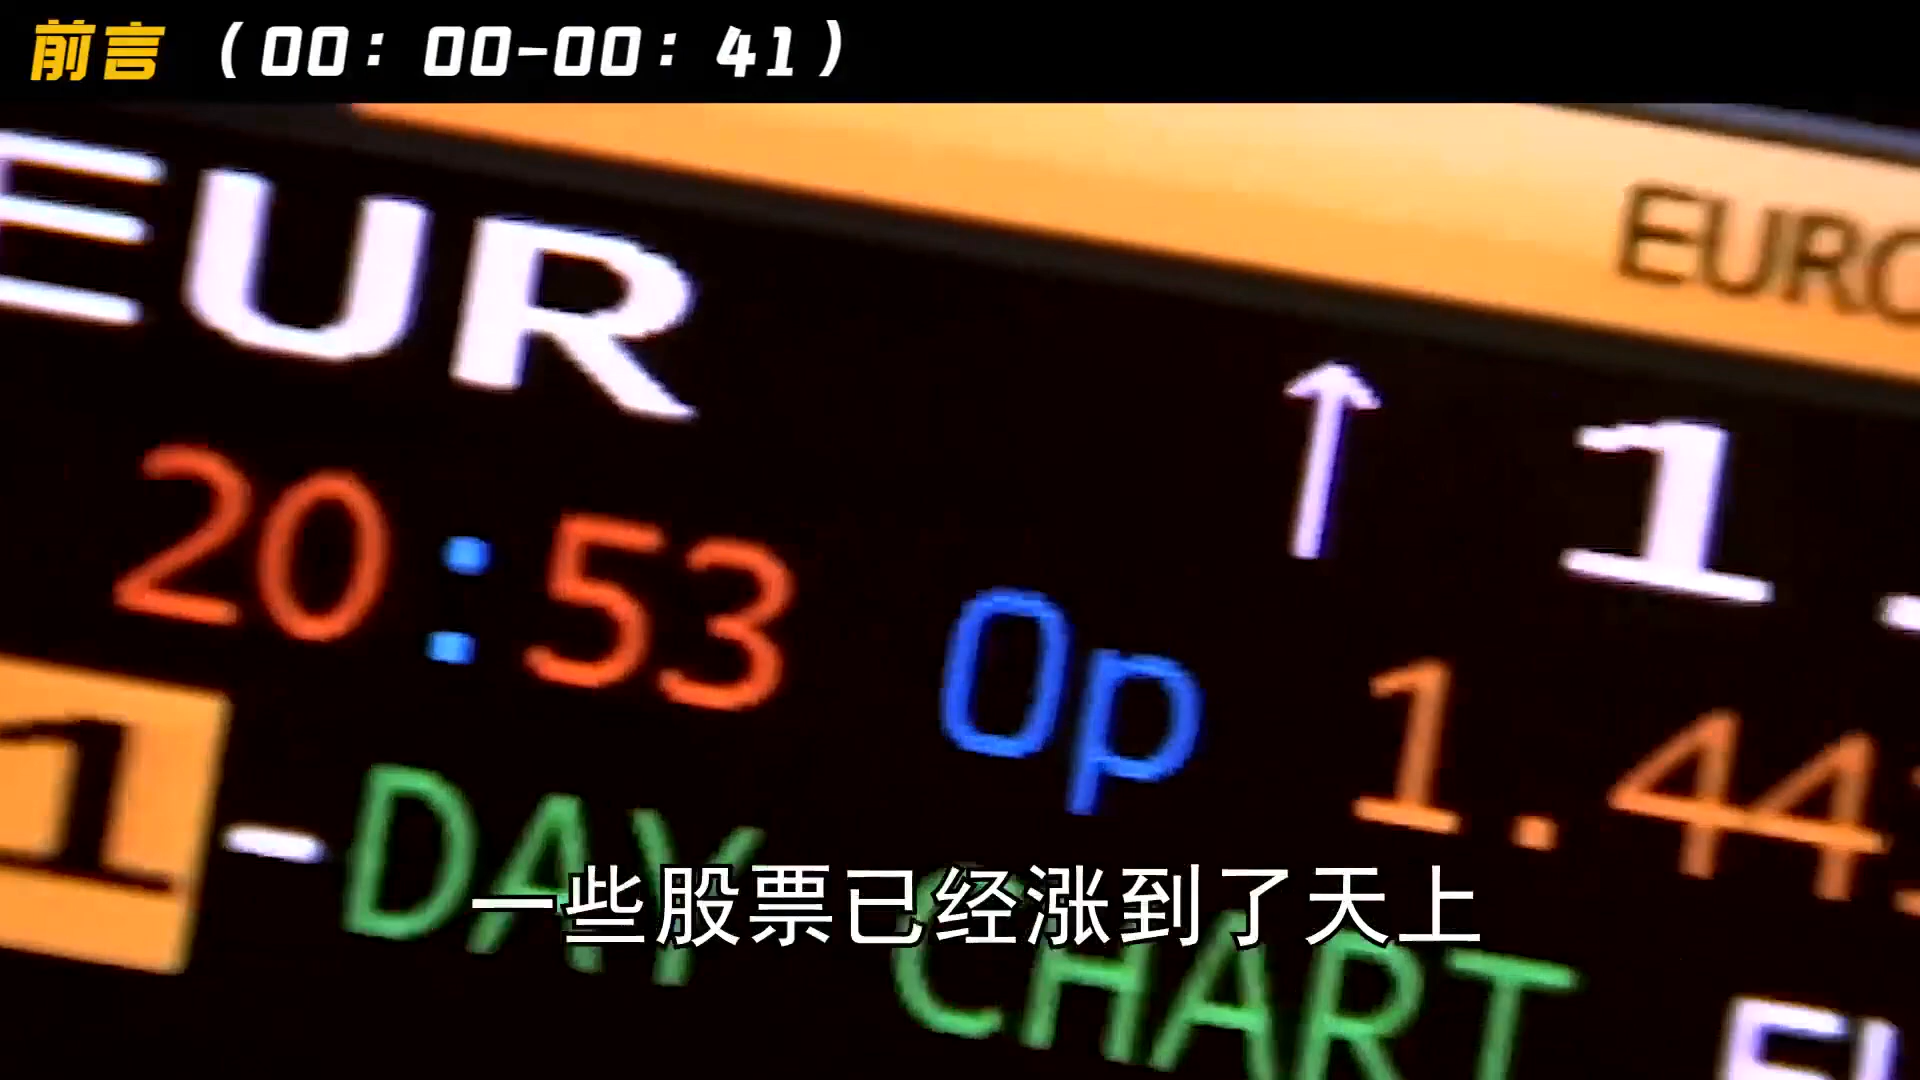 前言（00：00-00：41）
EURO
EUR ↑ 1.
20:53 Op 1.44
1-DAY CHART
一些股票已经涨到了天上